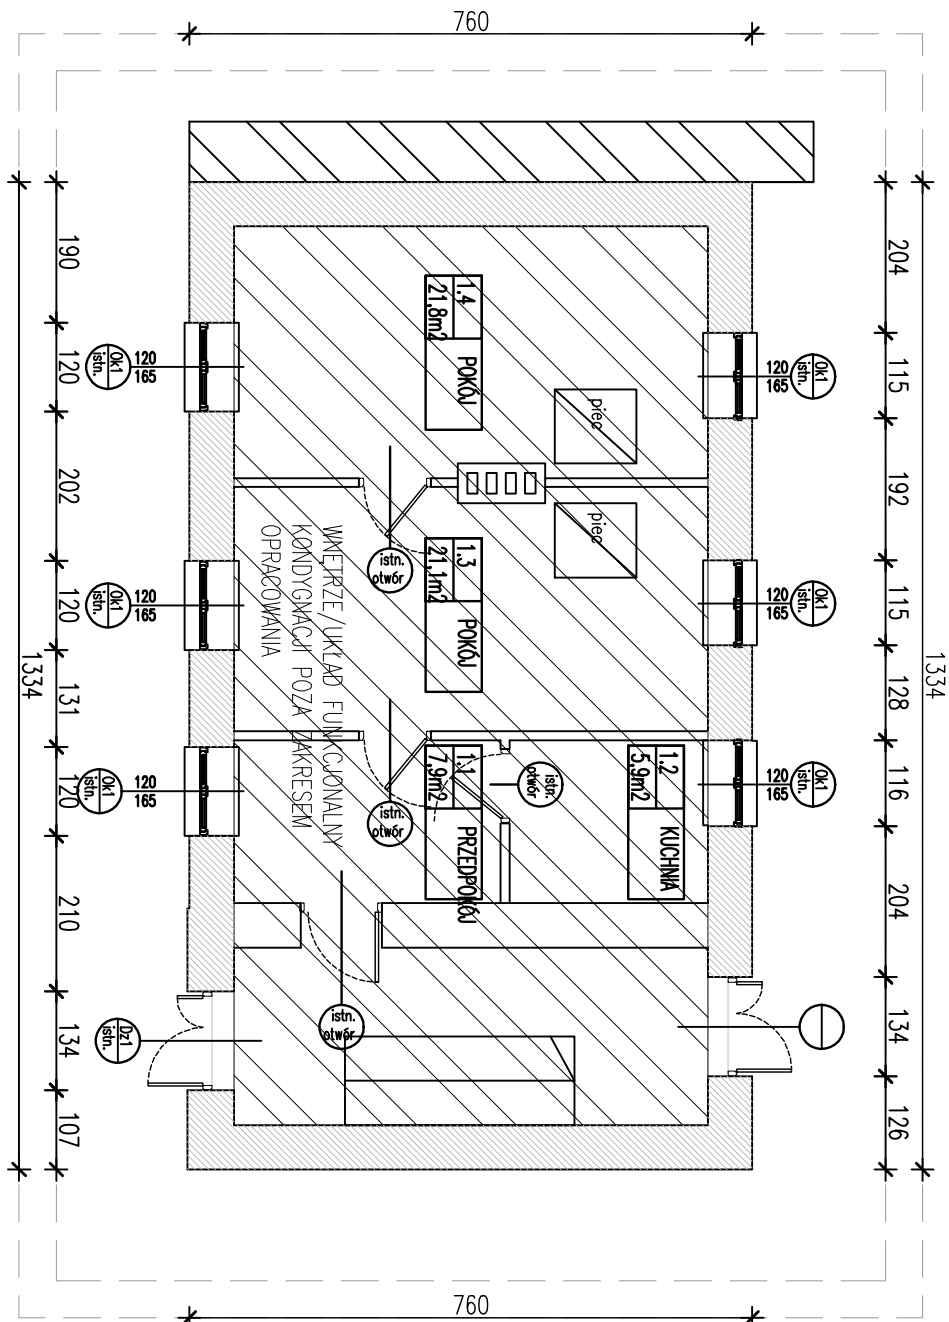 760
1334
190
120
202
120
131
120
210
134
107
204
115
192
115
128
116
204
134
126
1334
1.4
21,8m2
POKÓJ
piec
piec
1.3
21,1m2
POKÓJ
1.1
7,9m2
PRZEDPOKÓJ
1.2
5,9m2
KUCHNIA
WNĘTRZE/UKŁAD FUNKCJONALNY
KONDYGNACJI POZA ZAKRESEM
OPRACOWANIA
Ok1
istn.
120
165
Ok1
istn.
120
165
Ok1
istn.
120
165
Ok1
istn.
120
165
Ok1
istn.
120
165
Ok1
istn.
120
165
istn.
otwór
istn.
otwór
istn.
otwór
istn.
otwór
Dz1
istn.
760